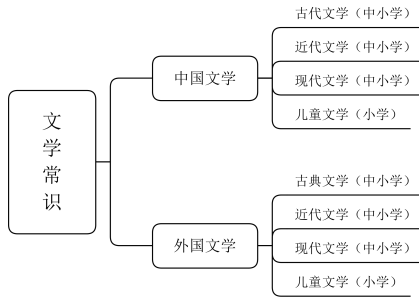 文学常识
中国文学
古代文学（中小学）
近代文学（中小学）
现代文学（中小学）
儿童文学（小学）
外国文学
古典文学（中小学）
近代文学（中小学）
现代文学（中小学）
儿童文学（小学）